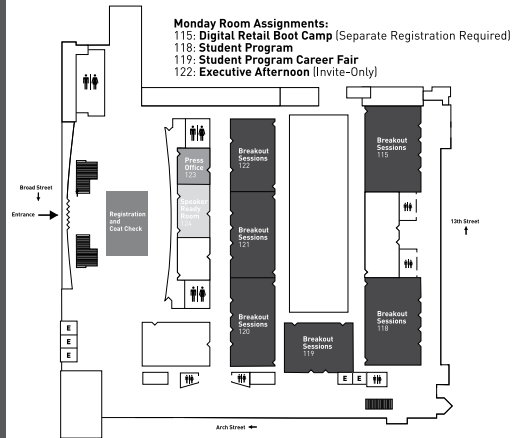 Monday Room Assignments:
115: Digital Retail Boot Camp (Separate Registration Required)
118: Student Program
119: Student Program Career Fair
122: Executive Afternoon (Invite-Only)
Broad Street
Entrance
Registration
and
Coat Check
Press
Office
123
Speaker
Ready
Room
124
Breakout
Sessions
122
Breakout
Sessions
121
Breakout
Sessions
120
Breakout
Sessions
119
Breakout
Sessions
115
Breakout
Sessions
118
13th Street
E
E
E
E
E
Arch Street